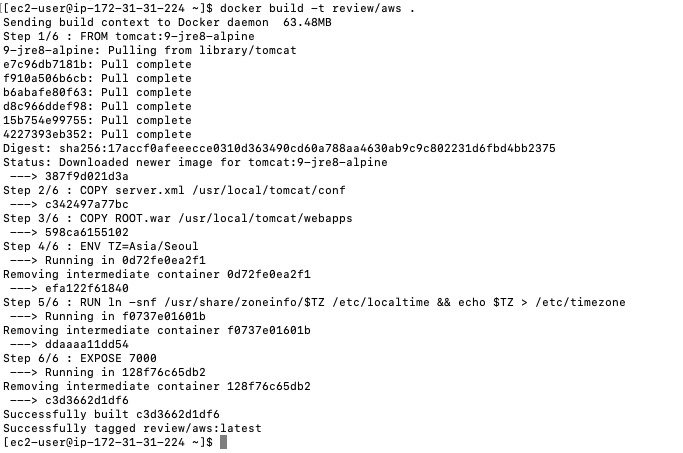 [[ec2-user@ip-172-31-31-224 ~]$ docker build -t review/aws .
Sending build context to Docker daemon  63.48MB
Step 1/6 : FROM tomcat:9-jre8-alpine
9-jre8-alpine: Pulling from library/tomcat
e7c96db7181b: Pull complete
f910a506b6cb: Pull complete
b6abafe80f63: Pull complete
d8c966ddef98: Pull complete
15b754e99755: Pull complete
4227393eb352: Pull complete
Digest: sha256:17accf0afeeecce0310d363490cd60a788aa4630ab9c9c802231d6fbd4bb2375
Status: Downloaded newer image for tomcat:9-jre8-alpine
 ---> 387f9d021d3a
Step 2/6 : COPY server.xml /usr/local/tomcat/conf
 ---> c342497a77bc
Step 3/6 : COPY ROOT.war /usr/local/tomcat/webapps
 ---> 598ca6155102
Step 4/6 : ENV TZ=Asia/Seoul
 ---> Running in 0d72fe0ea2f1
Removing intermediate container 0d72fe0ea2f1
 ---> efa122f61840
Step 5/6 : RUN ln -snf /usr/share/zoneinfo/$TZ /etc/localtime && echo $TZ > /etc/timezone
 ---> Running in f0737e01601b
Removing intermediate container f0737e01601b
 ---> ddaaaa11dd54
Step 6/6 : EXPOSE 7000
 ---> Running in 128f76c65db2
Removing intermediate container 128f76c65db2
 ---> c3d3662d1df6
Successfully built c3d3662d1df6
Successfully tagged review/aws:latest
[ec2-user@ip-172-31-31-224 ~]$